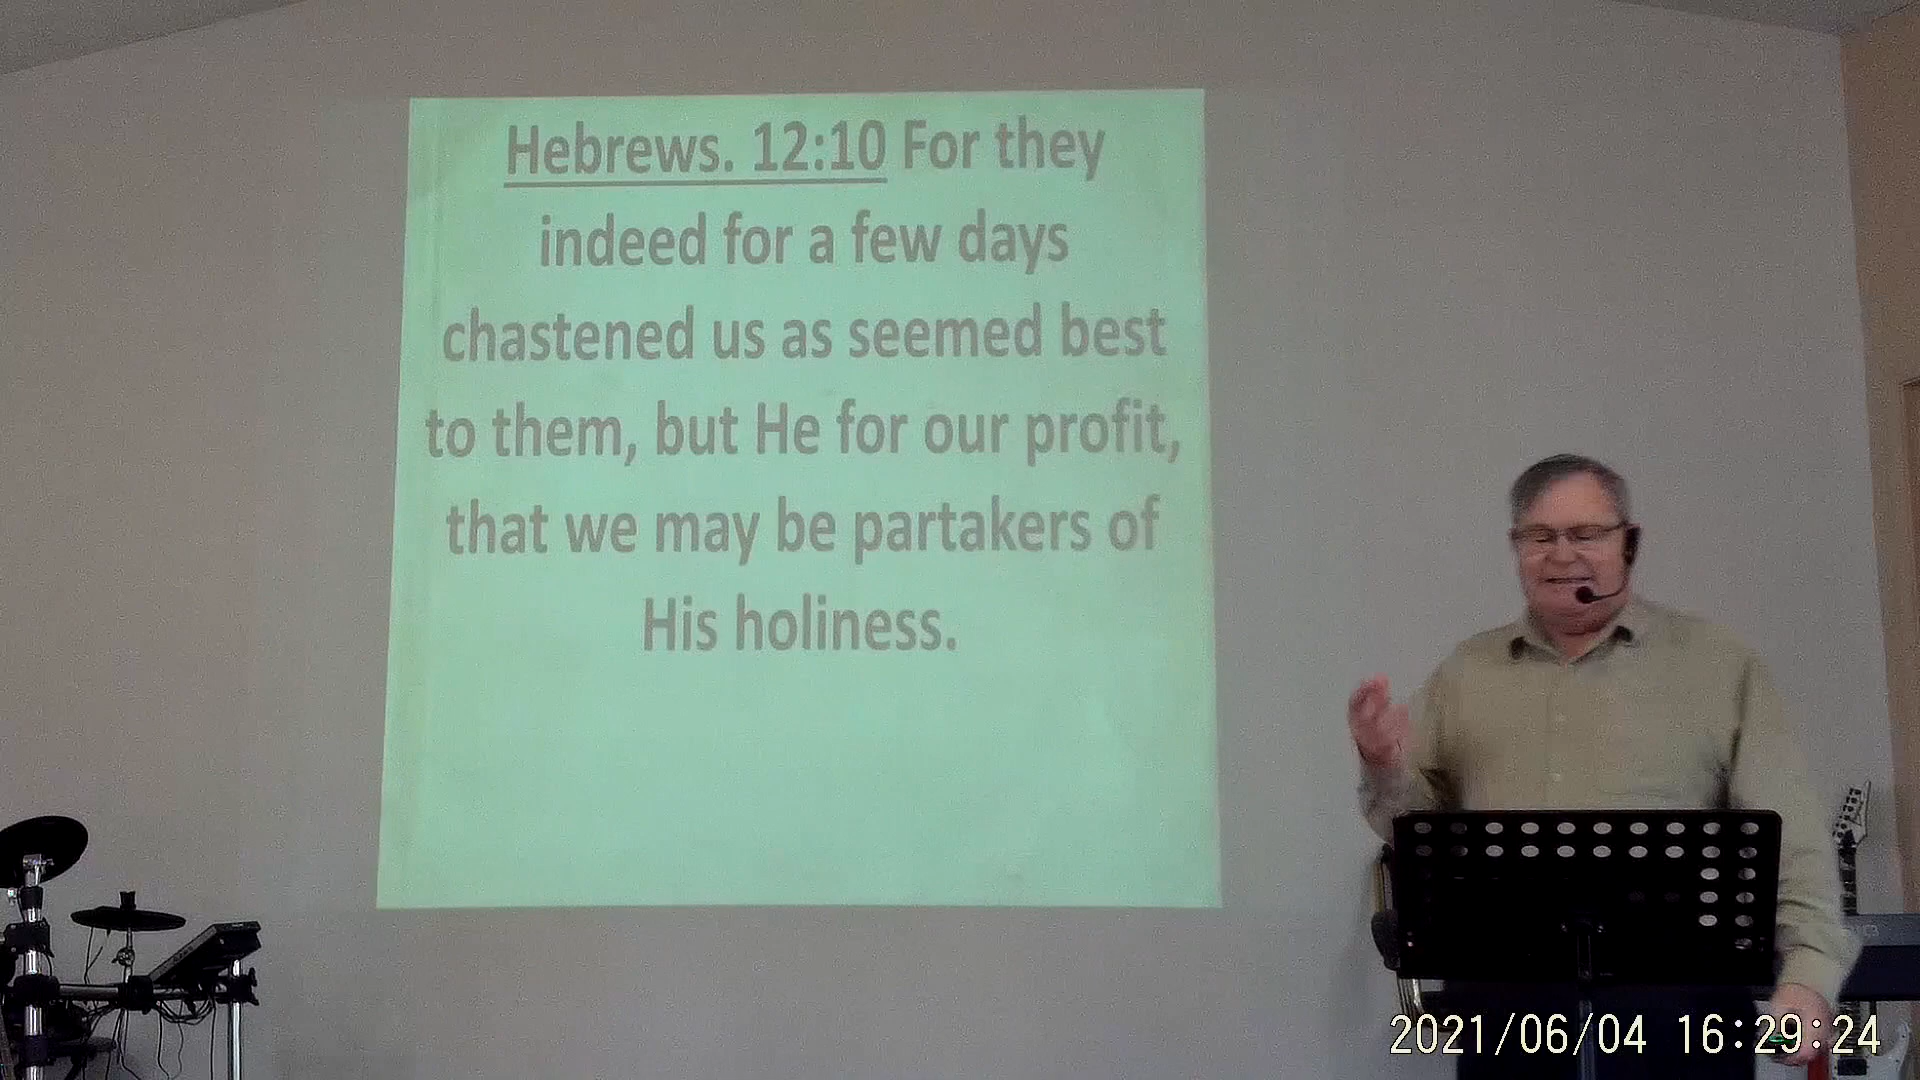 Hebrews. 12:10 For they
indeed for a few days
chastened us as seemed best
to them, but He for our profit,
that we may be partakers of
His holiness.
2021/06/04 16:29:24